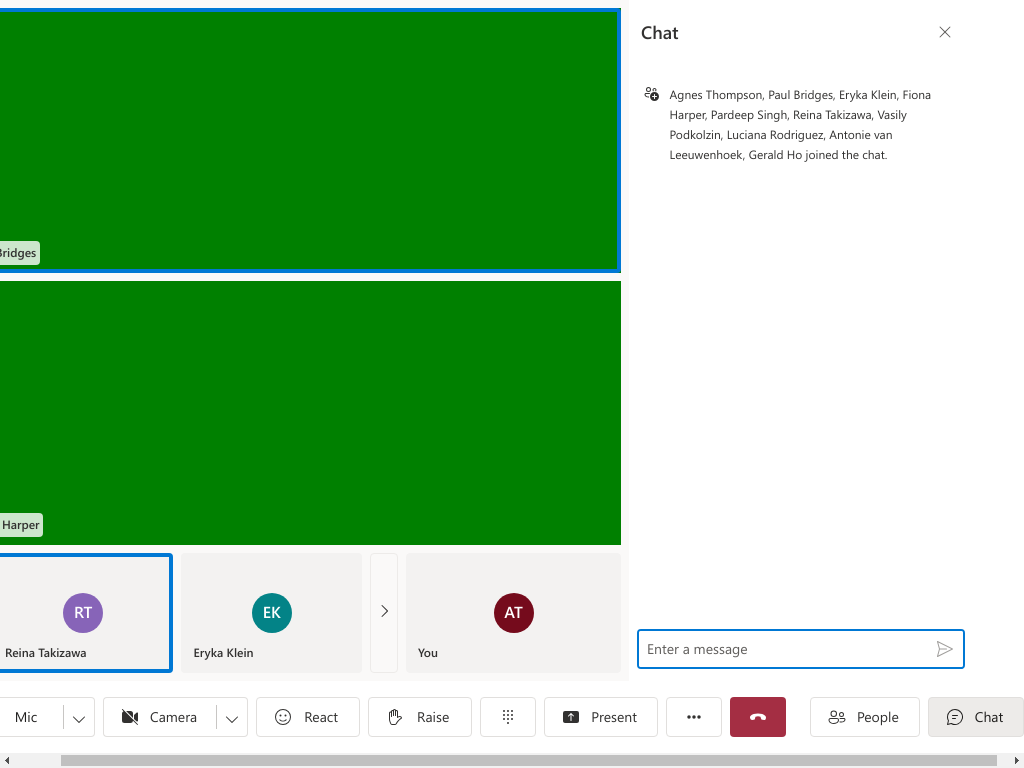 Chat
Agnes Thompson, Paul Bridges, Eryka Klein, Fiona
Harper, Pardeep Singh, Reina Takizawa, Vasily
Podkolzin, Luciana Rodriguez, Antonie van
Leeuwenhoek, Gerald Ho joined the chat.
Bridges
Harper
RT
Reina Takizawa
EK
Eryka Klein
AT
You
Enter a message
Mic
Camera
React
Raise
Present
People
Chat